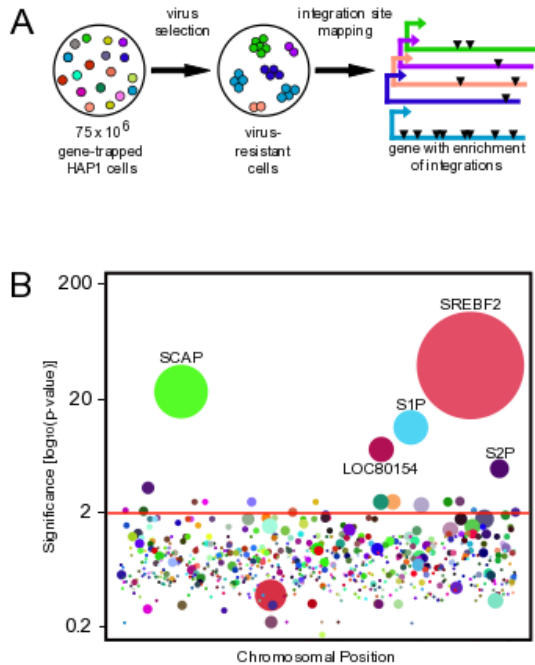 A
virus
selection
integration site
mapping
75 x 10⁶
gene-trapped
HAP1 cells
virus-
resistant
cells
gene with enrichment
of integrations
B
Significance [log₁₀(p-value)]
200
20
2
0.2
SREBF2
SCAP
S1P
LOC80154
S2P
Chromosomal Position